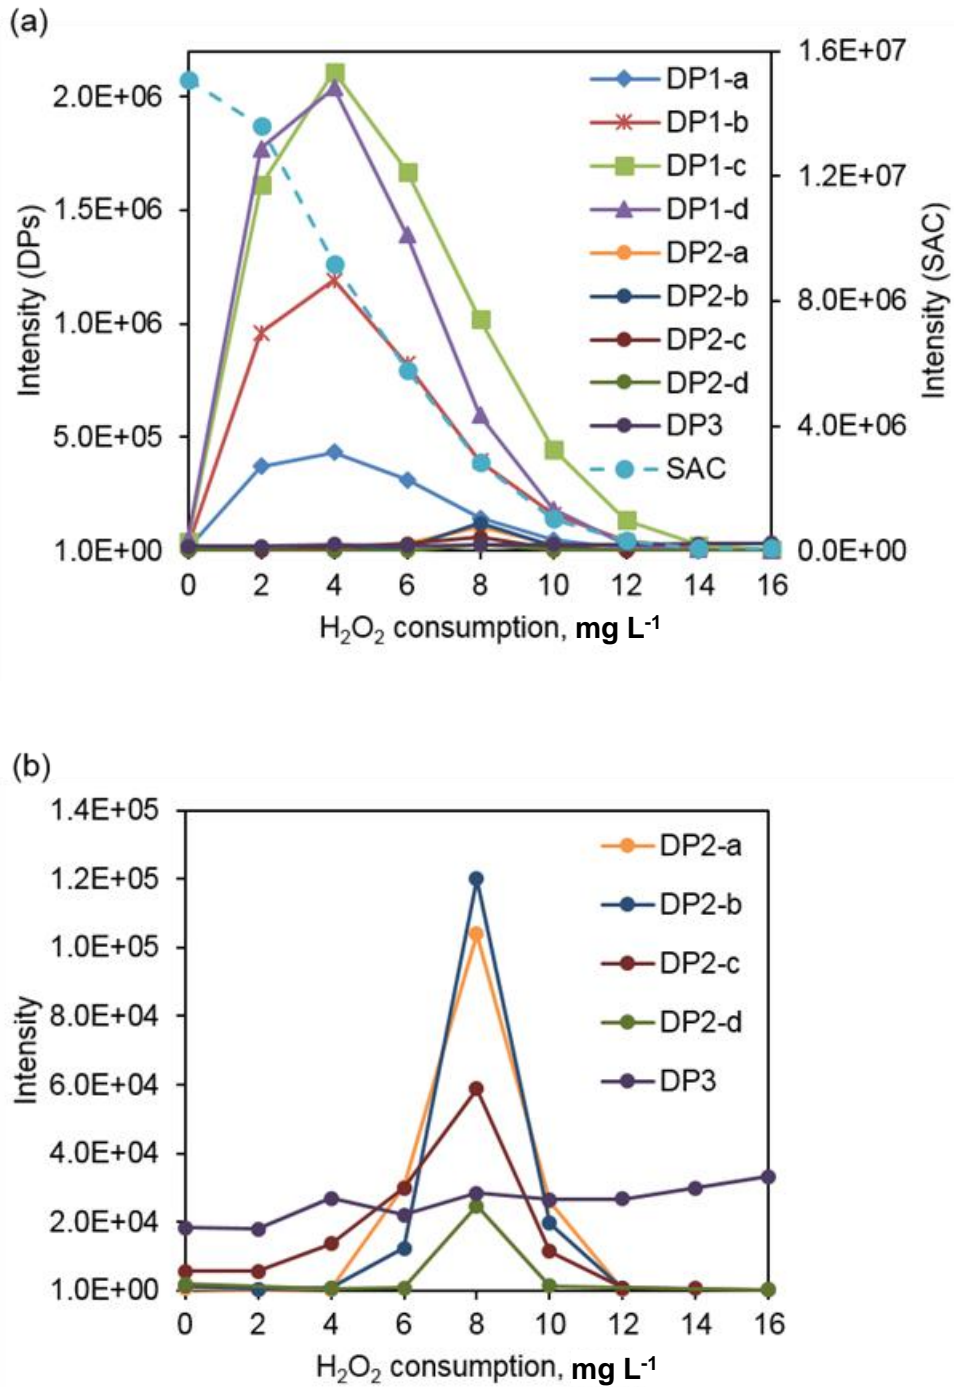 (a)
1.6E+07
2.0E+06
1.2E+07
1.5E+06
8.0E+06
1.0E+06
4.0E+06
5.0E+05
0.0E+00
1.0E+00
Intensity (DPs)
Intensity (SAC)
DP1-a
DP1-b
DP1-c
DP1-d
DP2-a
DP2-b
DP2-c
DP2-d
DP3
SAC
0 2 4 6 8 10 12 14 16
H₂O₂ consumption, mg L⁻¹
(b)
1.4E+05
1.2E+05
1.0E+05
8.0E+04
6.0E+04
4.0E+04
2.0E+04
1.0E+00
Intensity
DP2-a
DP2-b
DP2-c
DP2-d
DP3
0 2 4 6 8 10 12 14 16
H₂O₂ consumption, mg L⁻¹